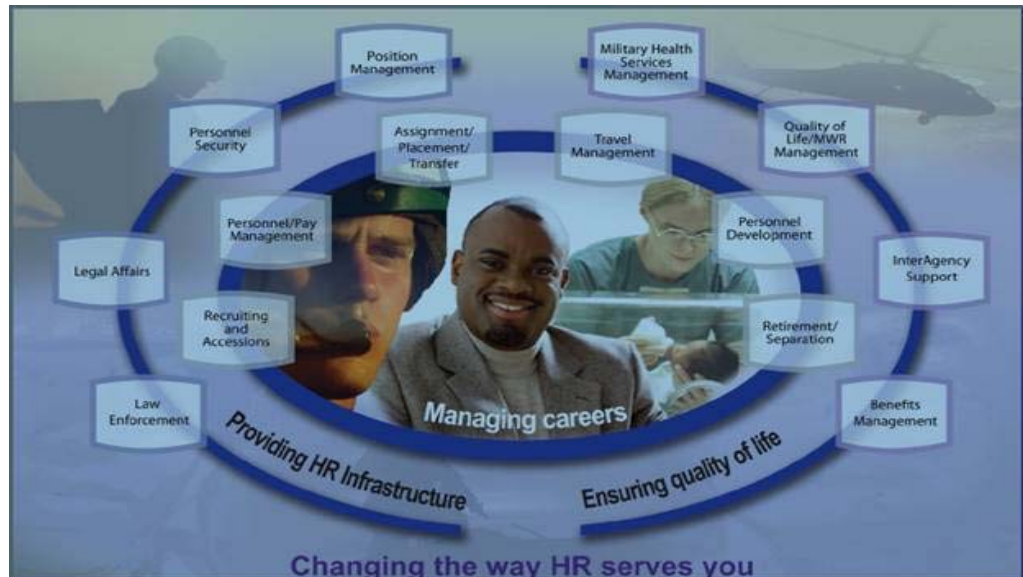 Position
Management
Military Health
Services
Management
Personnel
Security
Assignment/
Placement/
Transfer
Travel
Management
Quality of
Life/MWR
Management
Personnel/Pay
Management
Personnel
Development
Legal Affairs
InterAgency
Support
Recruiting
and
Accessions
Retirement/
Separation
Law
Enforcement
Benefits
Management
Managing careers
Providing HR Infrastructure
Ensuring quality of life
Changing the way HR serves you